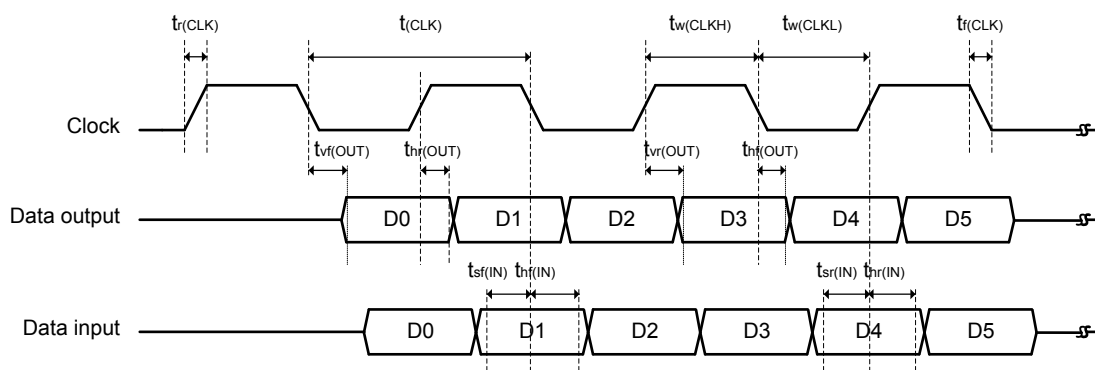 tr(CLK) t(CLK) tw(CLKH) tw(CLKL) tf(CLK)
Clock
tvf(OUT) thr(OUT) tvr(OUT) thf(OUT)
Data output D0 D1 D2 D3 D4 D5
tsf(IN) thf(IN) tsr(IN) thr(IN)
Data input D0 D1 D2 D3 D4 D5